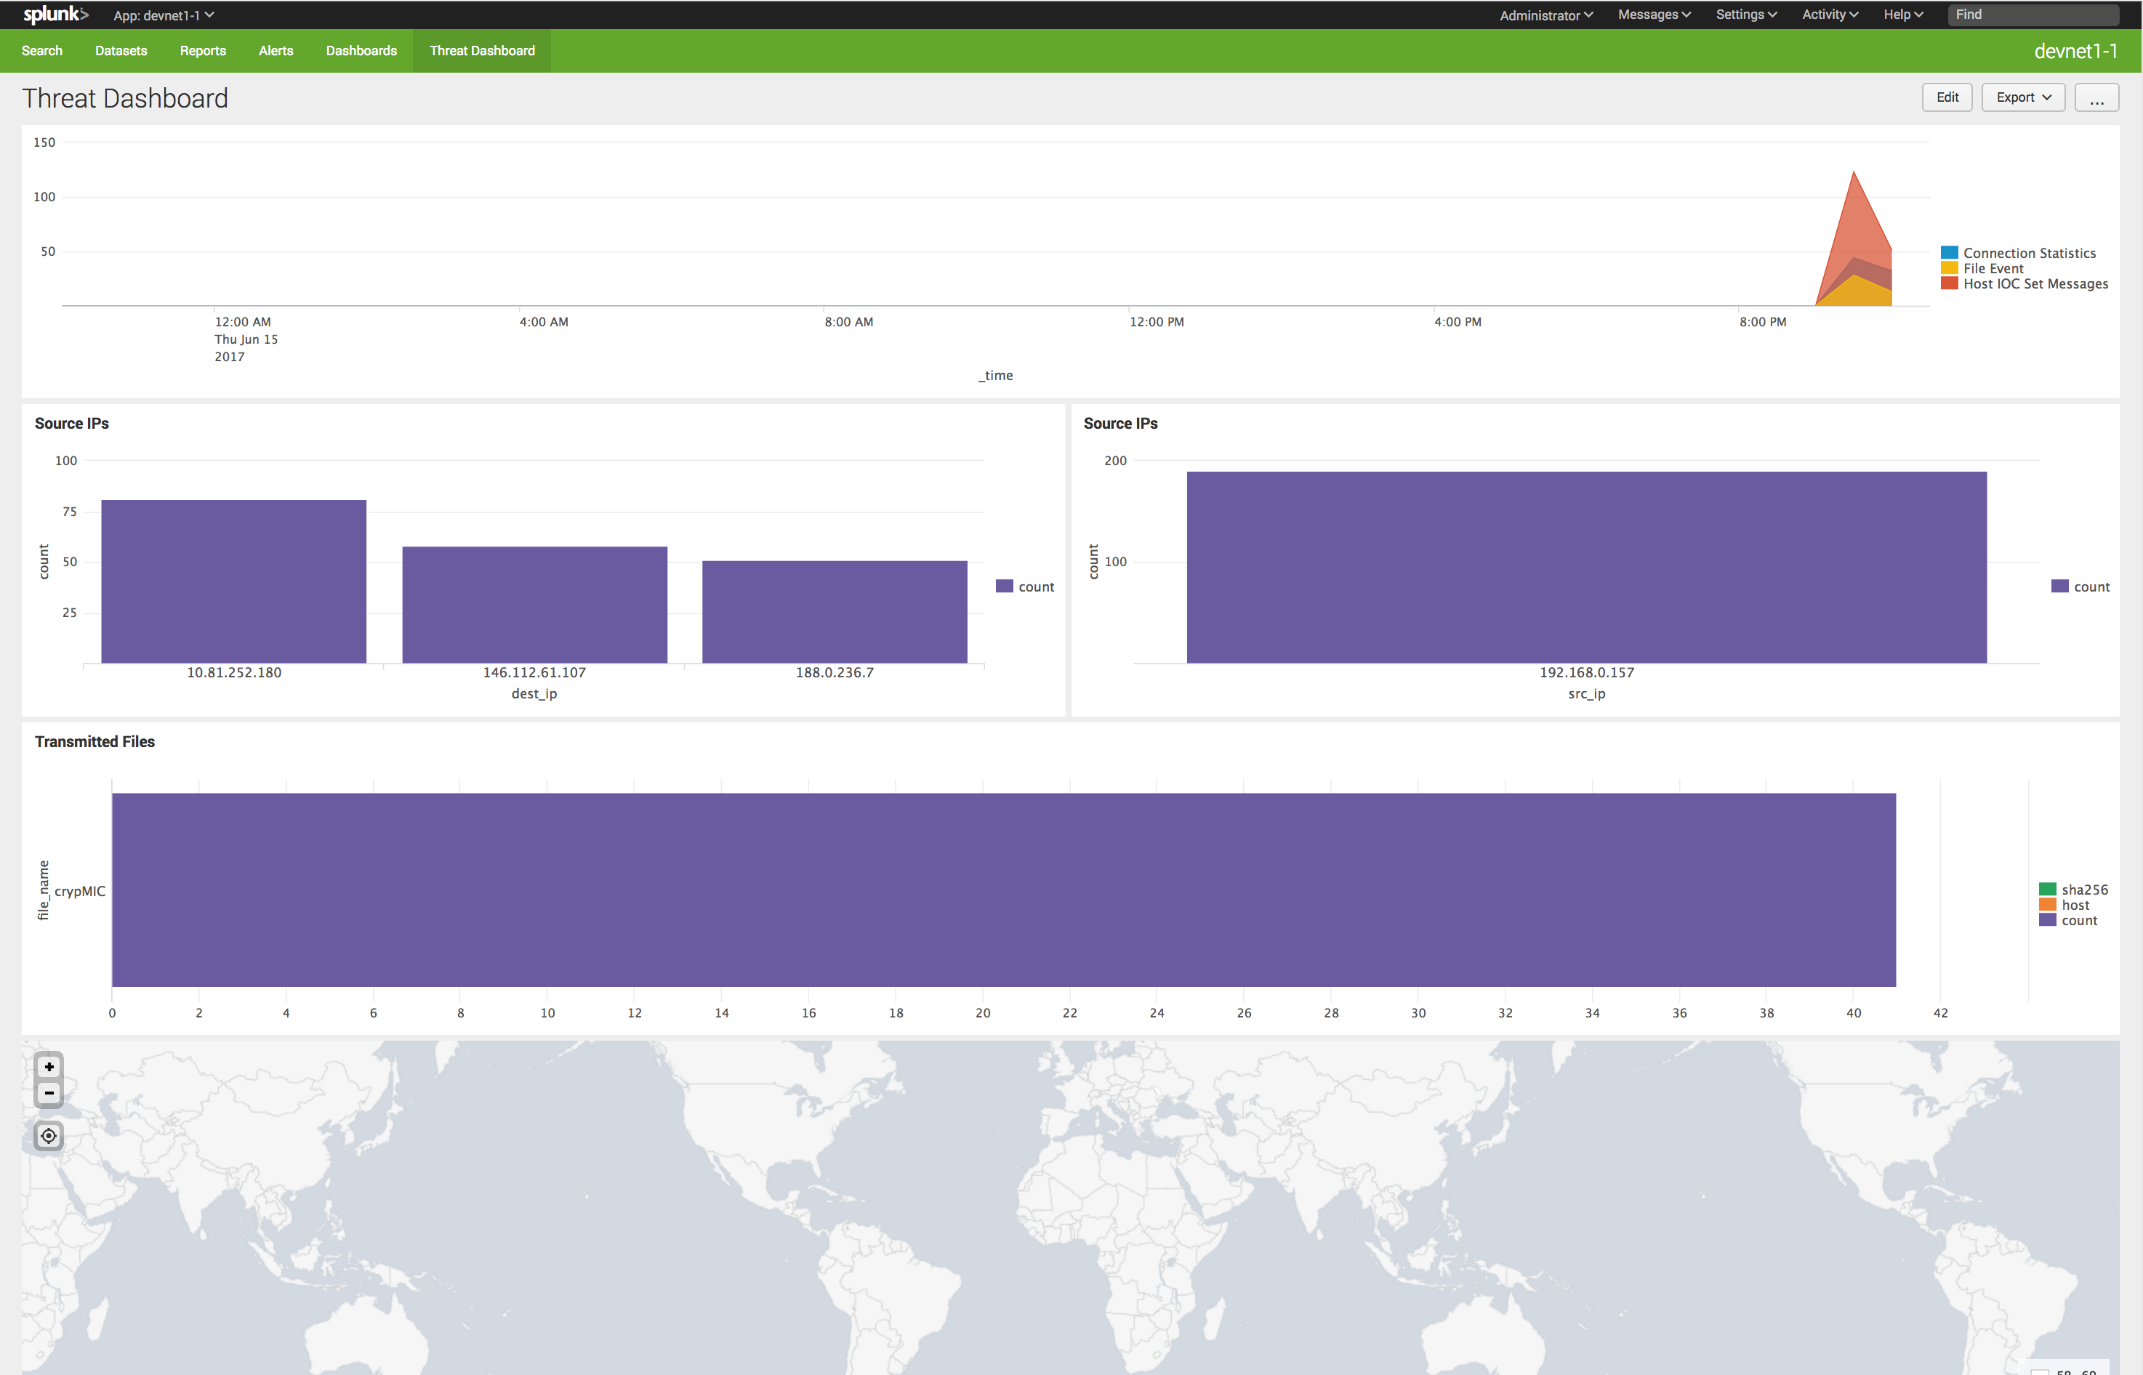 splunk> App: devnet1-1 Administrator Messages Settings Activity Help Find
Search Datasets Reports Alerts Dashboards Threat Dashboard devnet1-1
Threat Dashboard Edit Export ...
150
100
50
Connection Statistics
File Event
Host IOC Set Messages
12:00 AM 4:00 AM 8:00 AM 12:00 PM 4:00 PM 8:00 PM
Thu Jun 15
2017
_time
Source IPs
100
75
50
25
count
count
10.81.252.180 146.112.61.107 188.0.236.7
dest_ip
Source IPs
200
100
count
count
192.168.0.157
src_ip
Transmitted Files
file_name
crypMIC
sha256
host
count
0 2 4 6 8 10 12 14 16 18 20 22 24 26 28 30 32 34 36 38 40 42
+
−